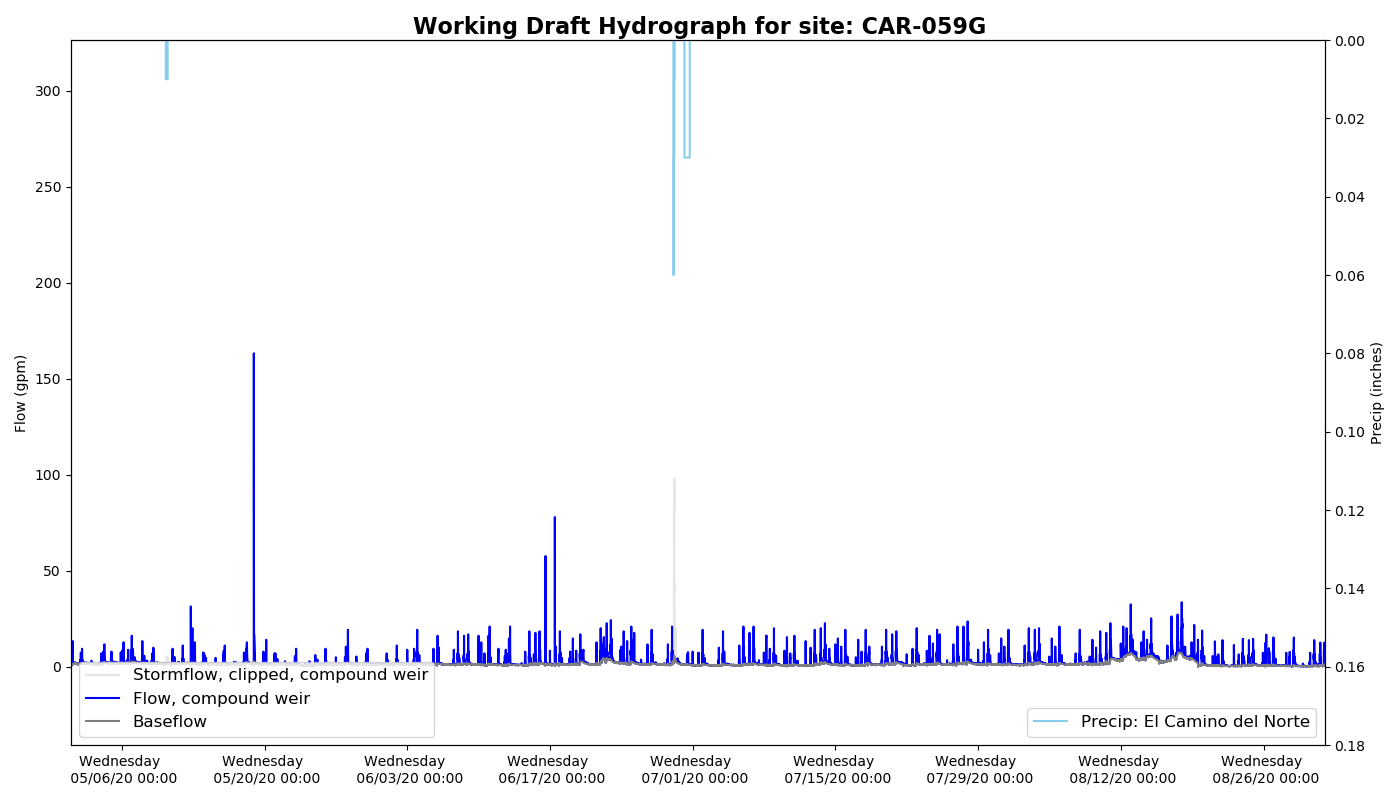 Working Draft Hydrograph for site: CAR-059G
300
250
200
150
100
50
0
Flow (gpm)
0.00
0.02
0.04
0.06
0.08
0.10
0.12
0.14
0.16
0.18
Precip (inches)
Stormflow, clipped, compound weir
Flow, compound weir
Baseflow
Precip: El Camino del Norte
Wednesday
05/06/20 00:00
Wednesday
05/20/20 00:00
Wednesday
06/03/20 00:00
Wednesday
06/17/20 00:00
Wednesday
07/01/20 00:00
Wednesday
07/15/20 00:00
Wednesday
07/29/20 00:00
Wednesday
08/12/20 00:00
Wednesday
08/26/20 00:00